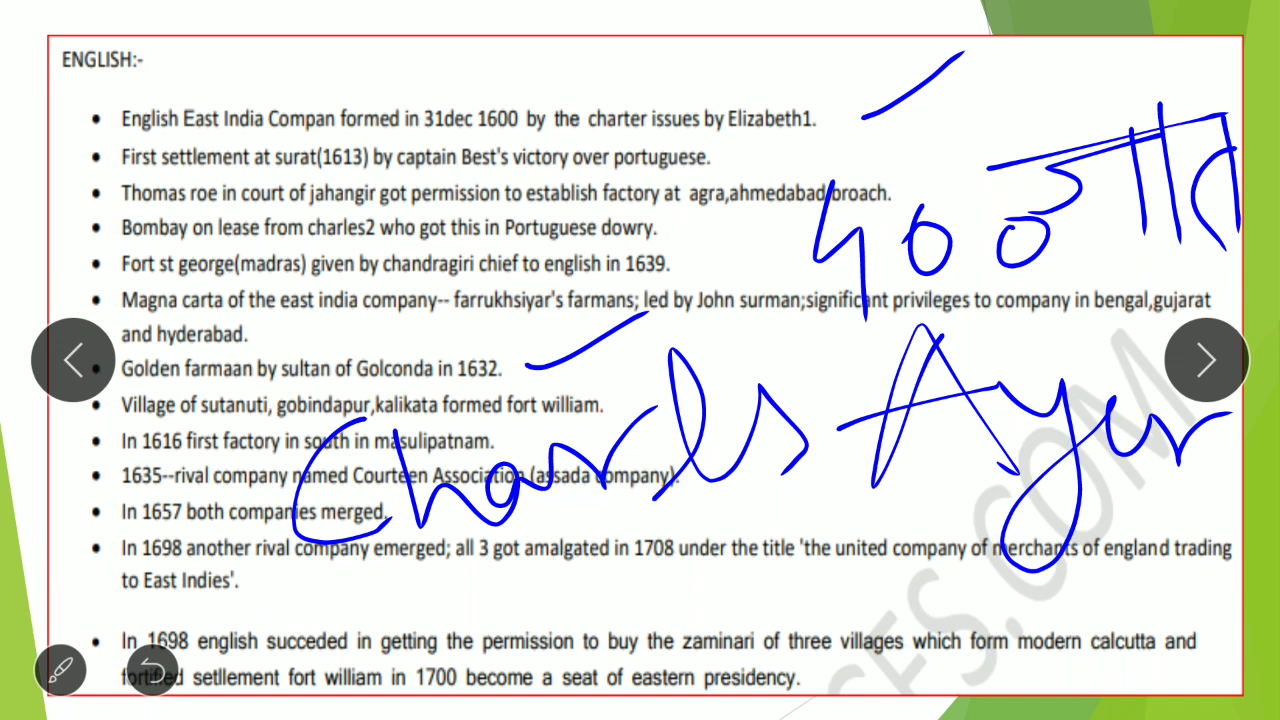 ENGLISH:-
• English East India Compan formed in 31dec 1600 by the charter issues by Elizabeth1.
• First settlement at surat(1613) by captain Best's victory over portuguese.
• Thomas roe in court of jahangir got permission to establish factory at agra,ahmedabad,broach.
• Bombay on lease from charles2 who got this in Portuguese dowry.
• Fort st george(madras) given by chandragiri chief to english in 1639.
• Magna carta of the east india company-- farrukhsiyar's farmans; led by John surman;significant privileges to company in bengal,gujarat
and hyderabad.
• Golden farmaan by sultan of Golconda in 1632.
• Village of sutanuti, gobindapur,kalikata formed fort william.
• In 1616 first factory in south in masulipatnam.
• 1635--rival company named Courteen Association (assada company).
• In 1657 both companies merged.
• In 1698 another rival company emerged; all 3 got amalgated in 1708 under the title 'the united company of merchants of england trading
to East Indies'.
• In 1698 english succeded in getting the permission to buy the zaminari of three villages which form modern calcutta and
fortified setllement fort william in 1700 become a seat of eastern presidency.
Charles Ayer